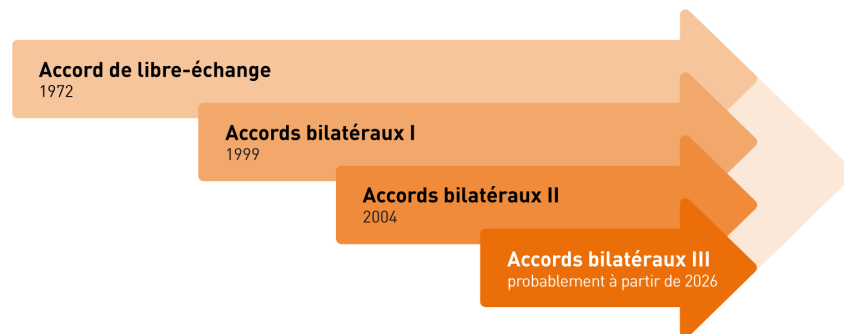 Accord de libre-échange
1972
Accords bilatéraux I
1999
Accords bilatéraux II
2004
Accords bilatéraux III
probablement à partir de 2026